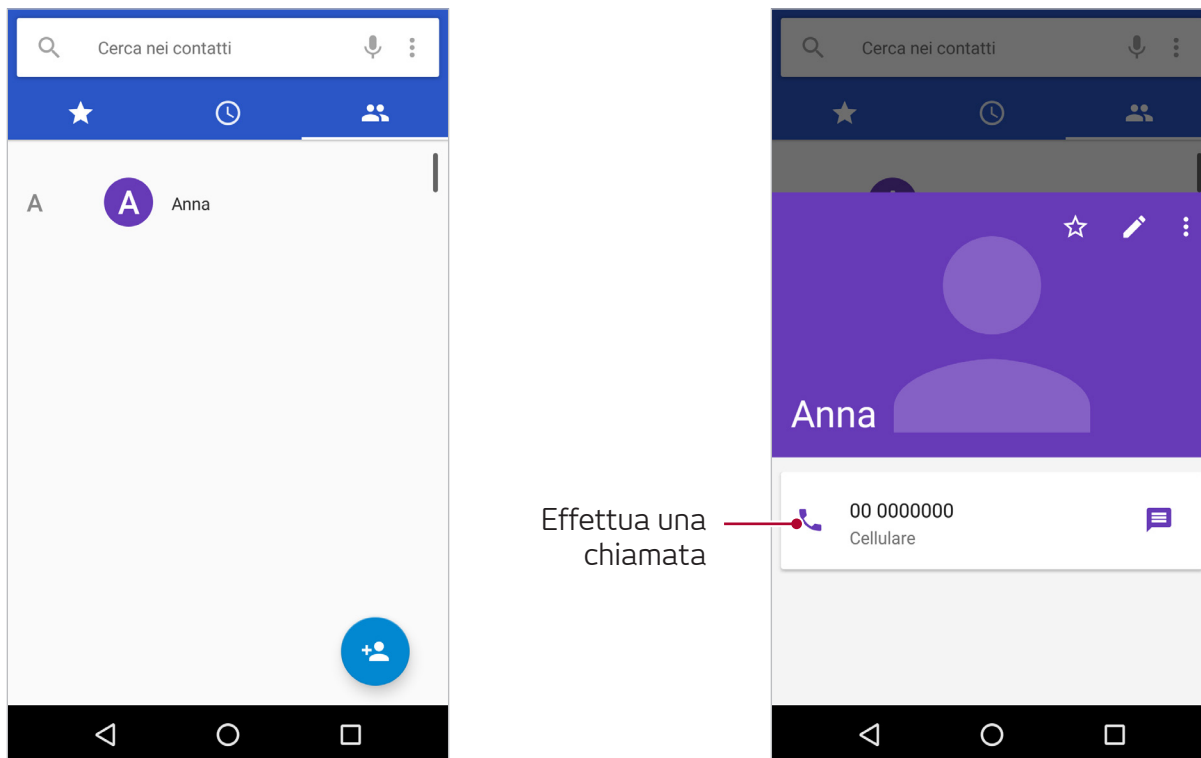 Cerca nei contatti
A
A
Anna
Effettua una
chiamata
Cerca nei contatti
Anna
00 0000000
Cellulare